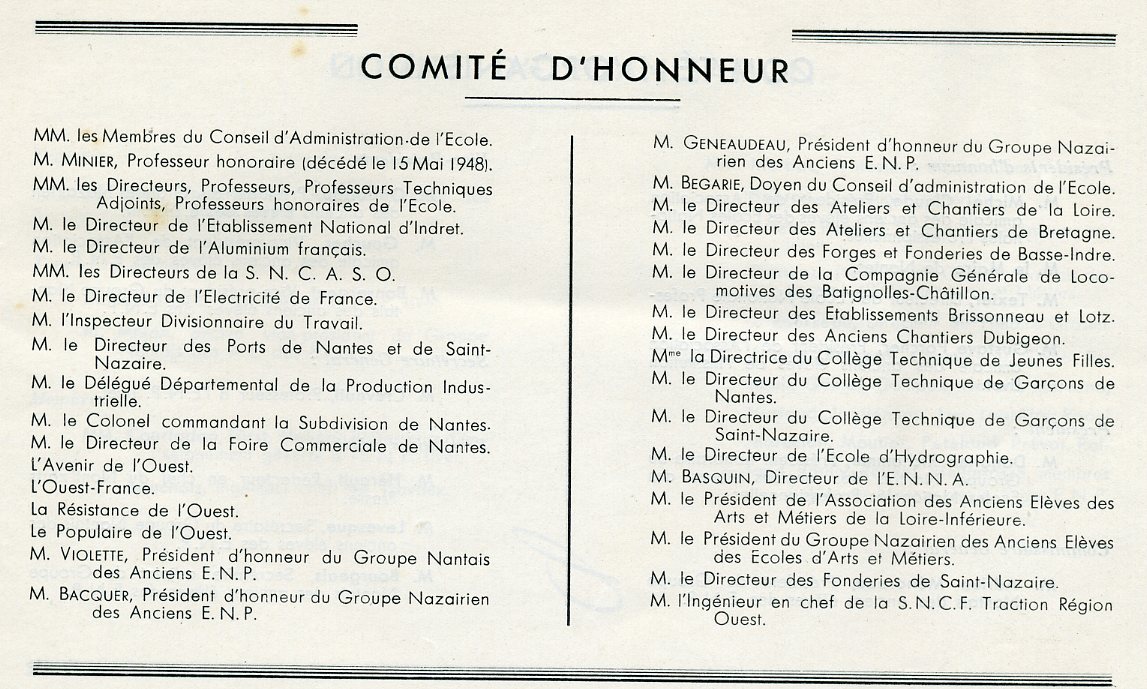 COMITÉ D'HONNEUR
MM. les Membres du Conseil d'Administration de l'Ecole.
M. MINIER, Professeur honoraire (décédé le 15 Mai 1948).
MM. les Directeurs, Professeurs, Professeurs Techniques
Adjoints, Professeurs honoraires de l'Ecole.
M. le Directeur de l'Etablissement National d'Indret.
M. le Directeur de l'Aluminium français.
MM. les Directeurs de la S. N. C. A. S. O.
M. le Directeur de l'Electricité de France.
M. l'Inspecteur Divisionnaire du Travail.
M. le Directeur des Ports de Nantes et de Saint-
Nazaire.
M. le Délégué Départemental de la Production Indus-
trielle.
M. le Colonel commandant la Subdivision de Nantes.
M. le Directeur de la Foire Commerciale de Nantes.
L'Avenir de l'Ouest.
L'Ouest-France.
La Résistance de l'Ouest.
Le Populaire de l'Ouest.
M. VIOLETTE, Président d'honneur du Groupe Nantais
des Anciens E. N. P.
M. BACQUER, Président d'honneur du Groupe Nazairien
des Anciens E. N. P.
M. GENEAUDEAU, Président d'honneur du Groupe Nazai-
rien des Anciens E. N. P.
M. BEGARIE, Doyen du Conseil d'administration de l'Ecole.
M. le Directeur des Ateliers et Chantiers de la Loire.
M. le Directeur des Ateliers et Chantiers de Bretagne.
M. le Directeur des Forges et Fonderies de Basse-Indre.
M. le Directeur de la Compagnie Générale de Loco-
motives des Batignolles-Châtillon.
M. le Directeur des Etablissements Brissonneau et Lotz.
M. le Directeur des Anciens Chantiers Dubigeon.
Mme la Directrice du Collège Technique de Jeunes Filles.
M. le Directeur du Collège Technique de Garçons de
Nantes.
M. le Directeur du Collège Technique de Garçons de
Saint-Nazaire.
M. le Directeur de l'Ecole d'Hydrographie.
M. BASQUIN, Directeur de l'E. N. N. A.
M. le Président de l'Association des Anciens Elèves des
Arts et Métiers de la Loire-Inférieure.
M. le Président du Groupe Nazairien des Anciens Elèves
des Ecoles d'Arts et Métiers.
M. le Directeur des Fonderies de Saint-Nazaire.
M. l'Ingénieur en chef de la S. N. C. F. Traction Région
Ouest.